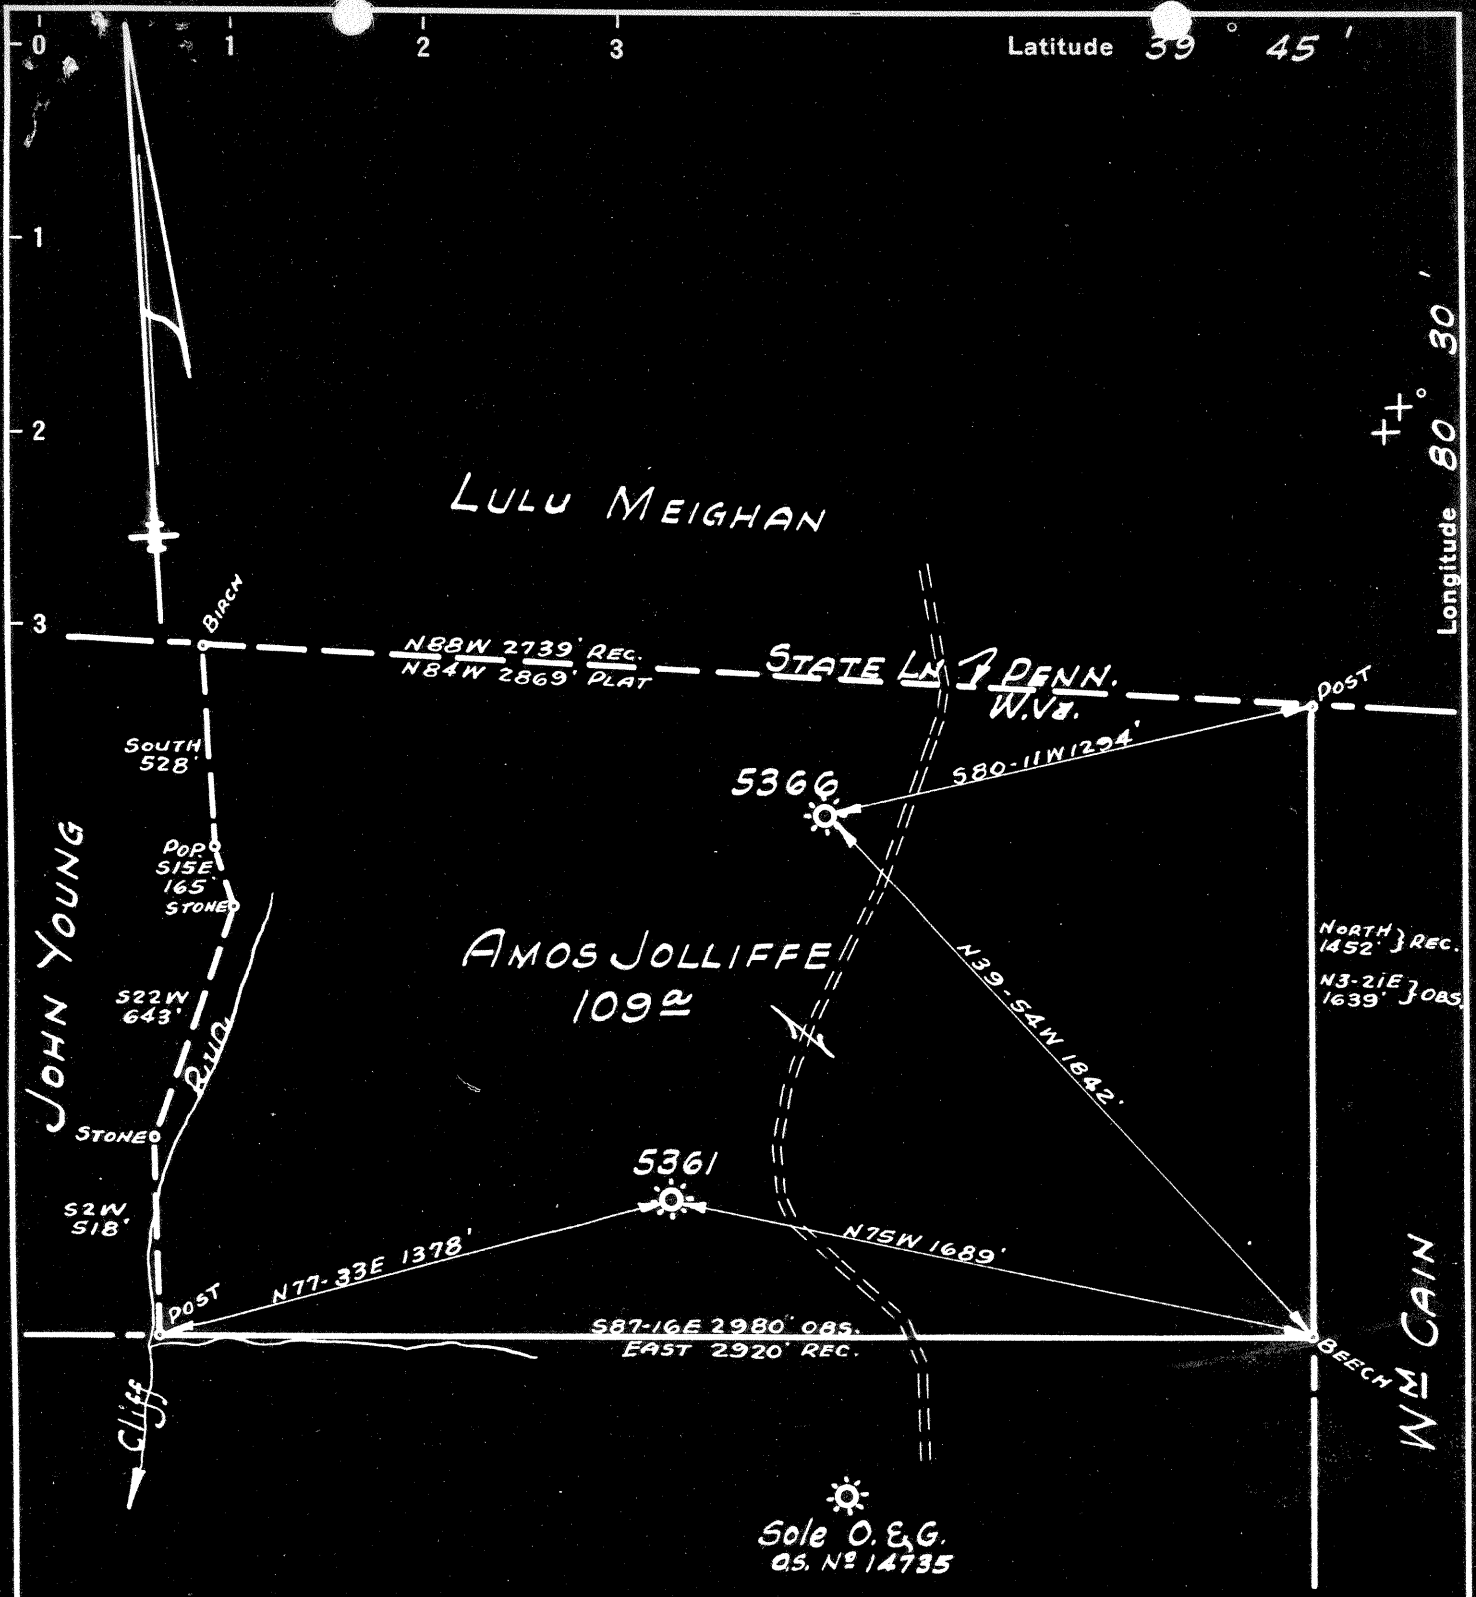 0 1 2 3
Latitude 39° 45'
1
2
3
Longitude 80° 30'
LULU MEIGHAN
BIRCH
N88W 2739' REC.
N84W 2869' PLAT
STATE LN PENN.
W.Va.
POST
S80-11W 1294'
SOUTH
528'
5366
POP.
S15E
165'
STONE
JOHN YOUNG
AMOS JOLLIFFE
109 a
NORTH } REC.
1452'
N3-21E } OBS.
1639'
N39-54W 1842'
S22W
643'
RUN
STONE
5361
S2W
518'
N77-33E 1378'
N75W 1689'
POST
S87-16E 2980' OBS.
EAST 2920' REC.
BEECH
WM CAIN
Cliff
Sole O. & G.
O.S. Nº 14735